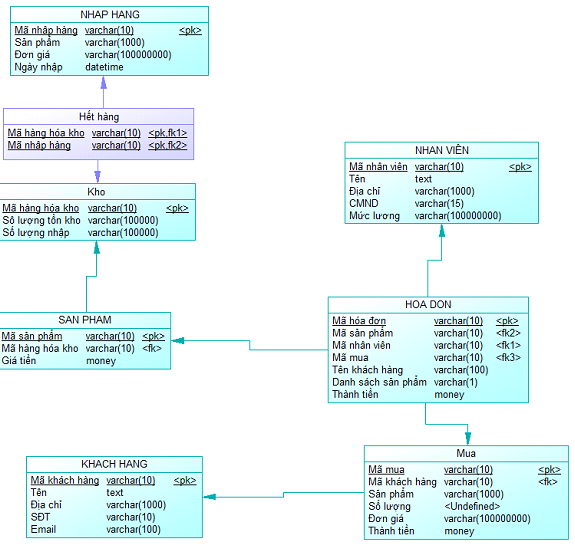 NHAP HANG
Mã nhập hàng varchar(10) <pk>
Sản phẩm varchar(1000)
Đơn giá varchar(100000000)
Ngày nhập datetime
Hết hàng
Mã hàng hóa kho varchar(10) <pk,fk1>
Mã nhập hàng varchar(10) <pk,fk2>
Kho
Mã hàng hóa kho varchar(10) <pk>
Số lượng tồn kho varchar(100000)
Số lượng nhập varchar(100000)
NHAN VIÊN
Mã nhân viên varchar(10) <pk>
Tên text
Địa chỉ varchar(1000)
CMND varchar(15)
Mức lương varchar(100000000)
SAN PHAM
Mã sản phẩm varchar(10) <pk>
Mã hàng hóa kho varchar(10) <fk>
Giá tiền money
HOA DON
Mã hóa đơn varchar(10) <pk>
Mã sản phẩm varchar(10) <fk2>
Mã nhân viên varchar(10) <fk1>
Mã mua varchar(10) <fk3>
Tên khách hàng varchar(100)
Danh sách sản phẩm varchar(1)
Thành tiền money
KHACH HANG
Mã khách hàng varchar(10) <pk>
Tên text
Địa chỉ varchar(1000)
SĐT varchar(10)
Email varchar(100)
Mua
Mã mua varchar(10) <pk>
Mã khách hàng varchar(10) <fk>
Sản phẩm varchar(1000)
Số lượng <Undefined>
Đơn giá varchar(100000000)
Thành tiền money